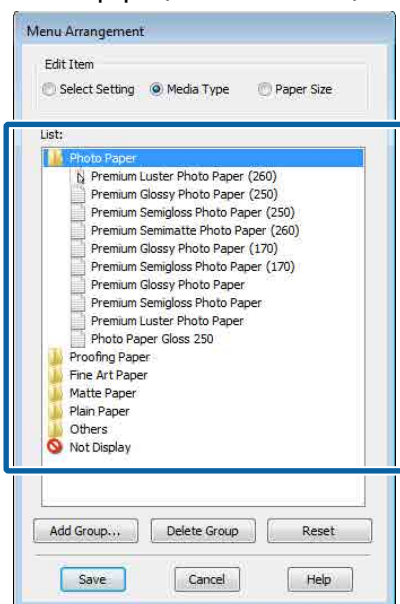 Menu Arrangement
Edit Item
Select Setting Media Type Paper Size
List:
Photo Paper
Premium Luster Photo Paper (260)
Premium Glossy Photo Paper (250)
Premium Semigloss Photo Paper (250)
Premium Semimatte Photo Paper (260)
Premium Glossy Photo Paper (170)
Premium Semigloss Photo Paper (170)
Premium Glossy Photo Paper
Premium Semigloss Photo Paper
Premium Luster Photo Paper
Photo Paper Gloss 250
Proofing Paper
Fine Art Paper
Matte Paper
Plain Paper
Others
Not Display
Add Group... Delete Group Reset
Save Cancel Help